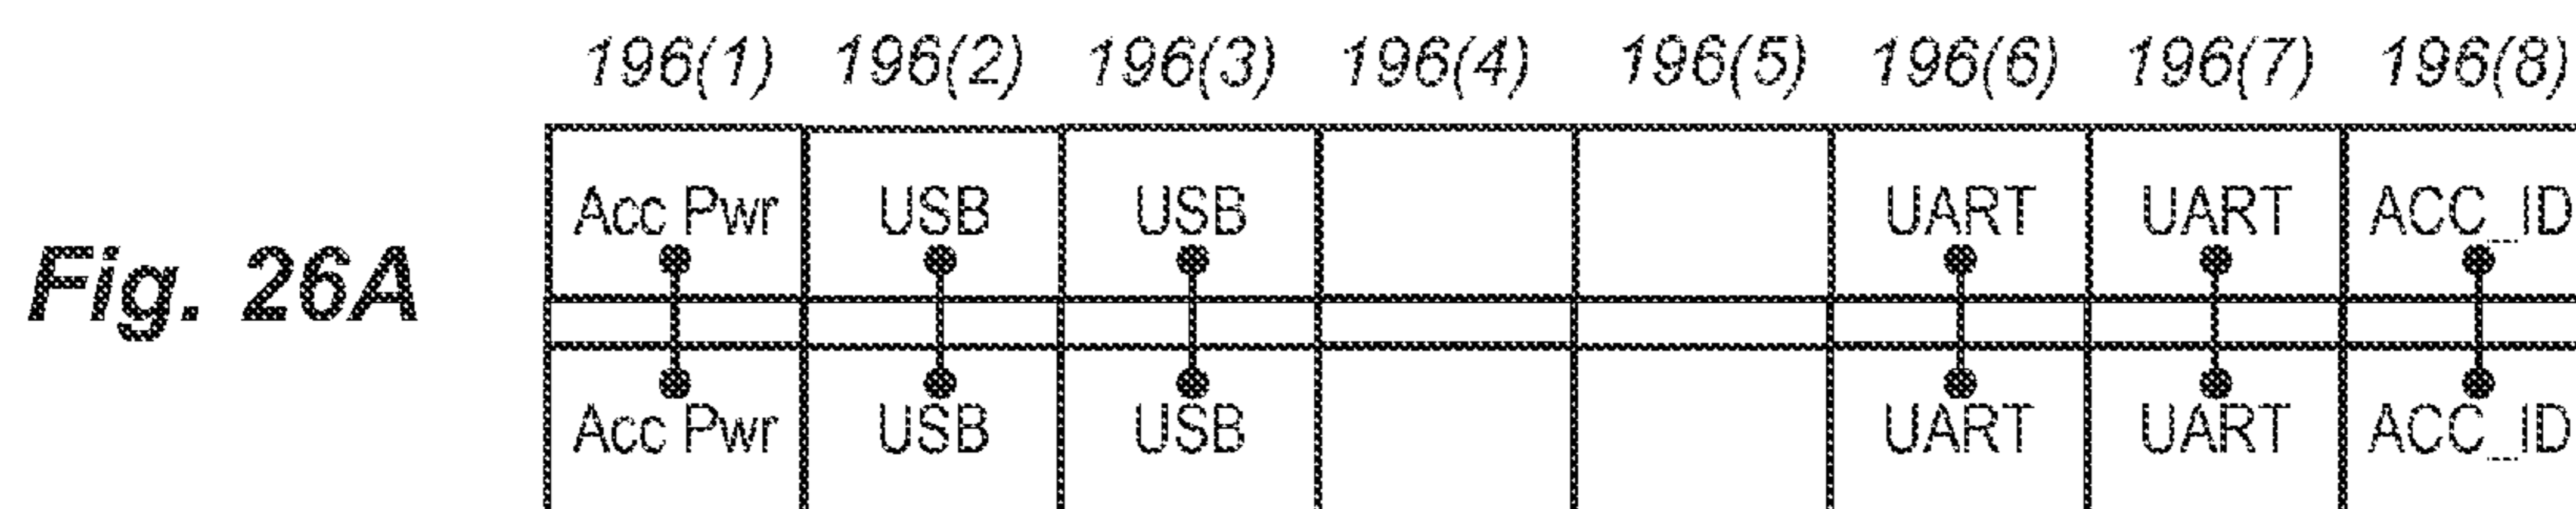 196(1) 196(2) 196(3) 196(4) 196(5) 196(6) 196(7) 196(8)
Acc Pwr USB USB UART UART ACC_ID
Fig. 26A
Acc Pwr USB USB UART UART ACC_ID